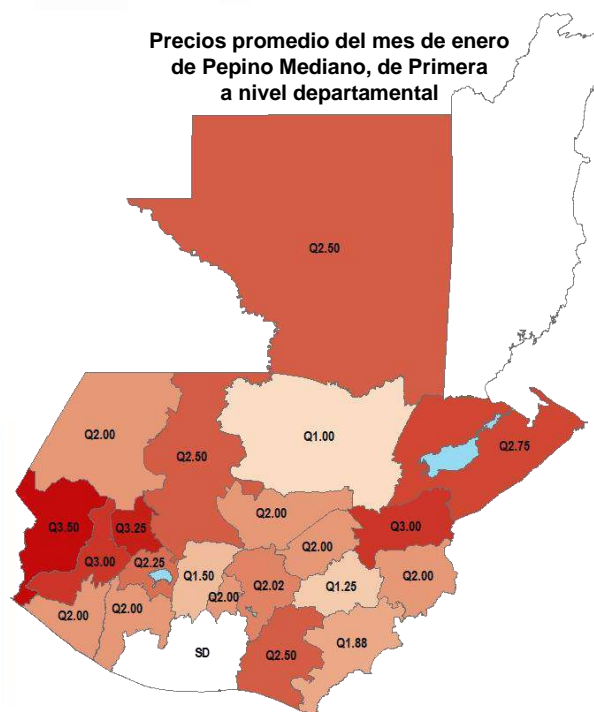 Precios promedio del mes de enero
de Pepino Mediano, de Primera
a nivel departamental
Q2.50
Q2.00
Q2.50
Q1.00
Q2.75
Q3.50
Q3.25
Q2.00
Q3.00
Q3.00
Q2.25
Q2.00
Q1.50
Q2.00
Q2.02
Q1.25
Q2.00
Q2.00
Q2.00
SD
Q2.50
Q1.88